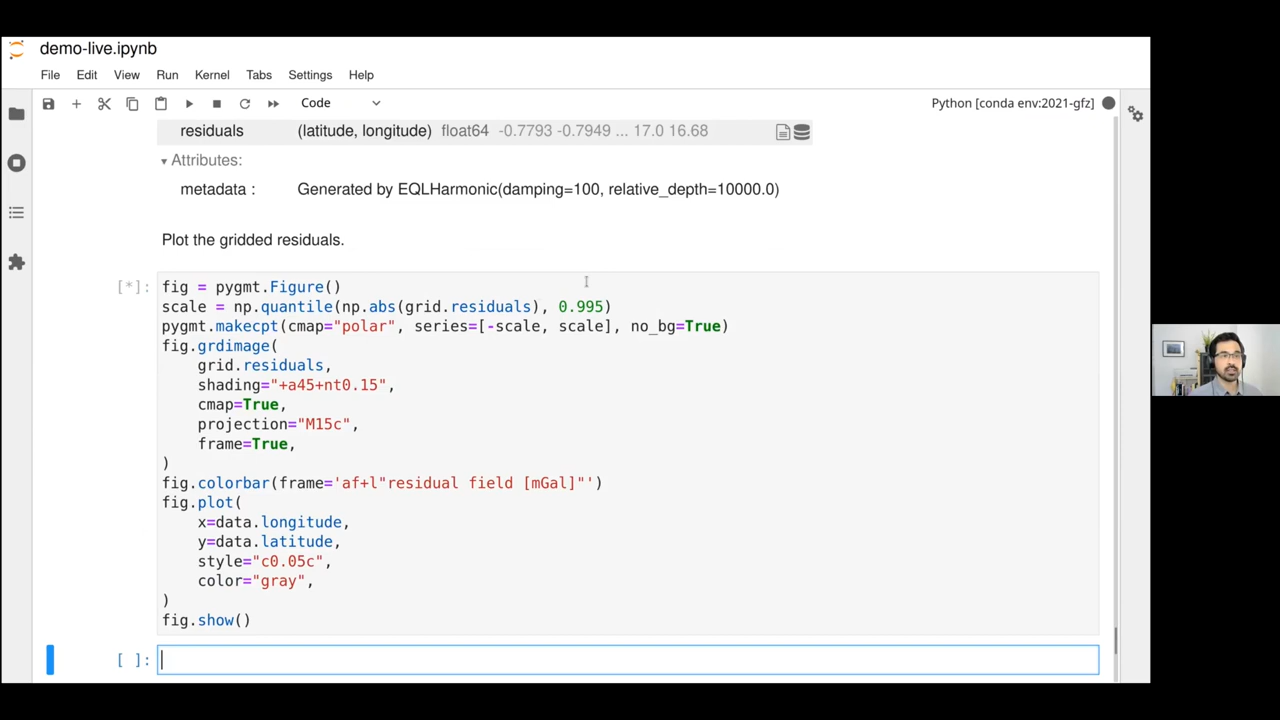 demo-live.ipynb
File Edit View Run Kernel Tabs Settings Help
Code Python [conda env:2021-gfz]
residuals (latitude, longitude) float64 -0.7793 -0.7949 ... 17.0 16.68
Attributes:
metadata : Generated by EQLHarmonic(damping=100, relative_depth=10000.0)
Plot the gridded residuals.
[*]: fig = pygmt.Figure()
scale = np.quantile(np.abs(grid.residuals), 0.995)
pygmt.makecpt(cmap="polar", series=[-scale, scale], no_bg=True)
fig.grdimage(
grid.residuals,
shading="+a45+nt0.15",
cmap=True,
projection="M15c",
frame=True,
)
fig.colorbar(frame='af+l"residual field [mGal]"')
fig.plot(
x=data.longitude,
y=data.latitude,
style="c0.05c",
color="gray",
)
fig.show()
[ ]: